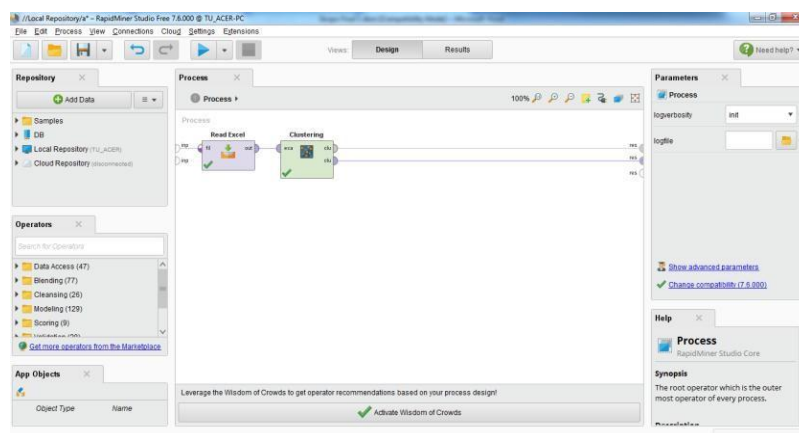 //Local Repository/a* – RapidMiner Studio Free 7.6.000 @ TU_ACER-PC
File Edit Process View Connections Cloud Settings Extensions
Views: Design Results Need help?
Repository
Add Data
Samples
DB
Local Repository (TU_ACER)
Cloud Repository (disconnected)
Operators
Search for Operators
Data Access (47)
Blending (77)
Cleansing (26)
Modeling (129)
Scoring (9)
Get more operators from the Marketplace
App Objects
Object Type Name
Process
Process
100%
Process
Read Excel Clustering
inp fil out exa clu res
inp clu res
res
Leverage the Wisdom of Crowds to get operator recommendations based on your process design!
Activate Wisdom of Crowds
Parameters
Process
logverbosity init
logfile
Show advanced parameters
Change compatibility (7.6.000)
Help
Process
RapidMiner Studio Core
Synopsis
The root operator which is the outer
most operator of every process.